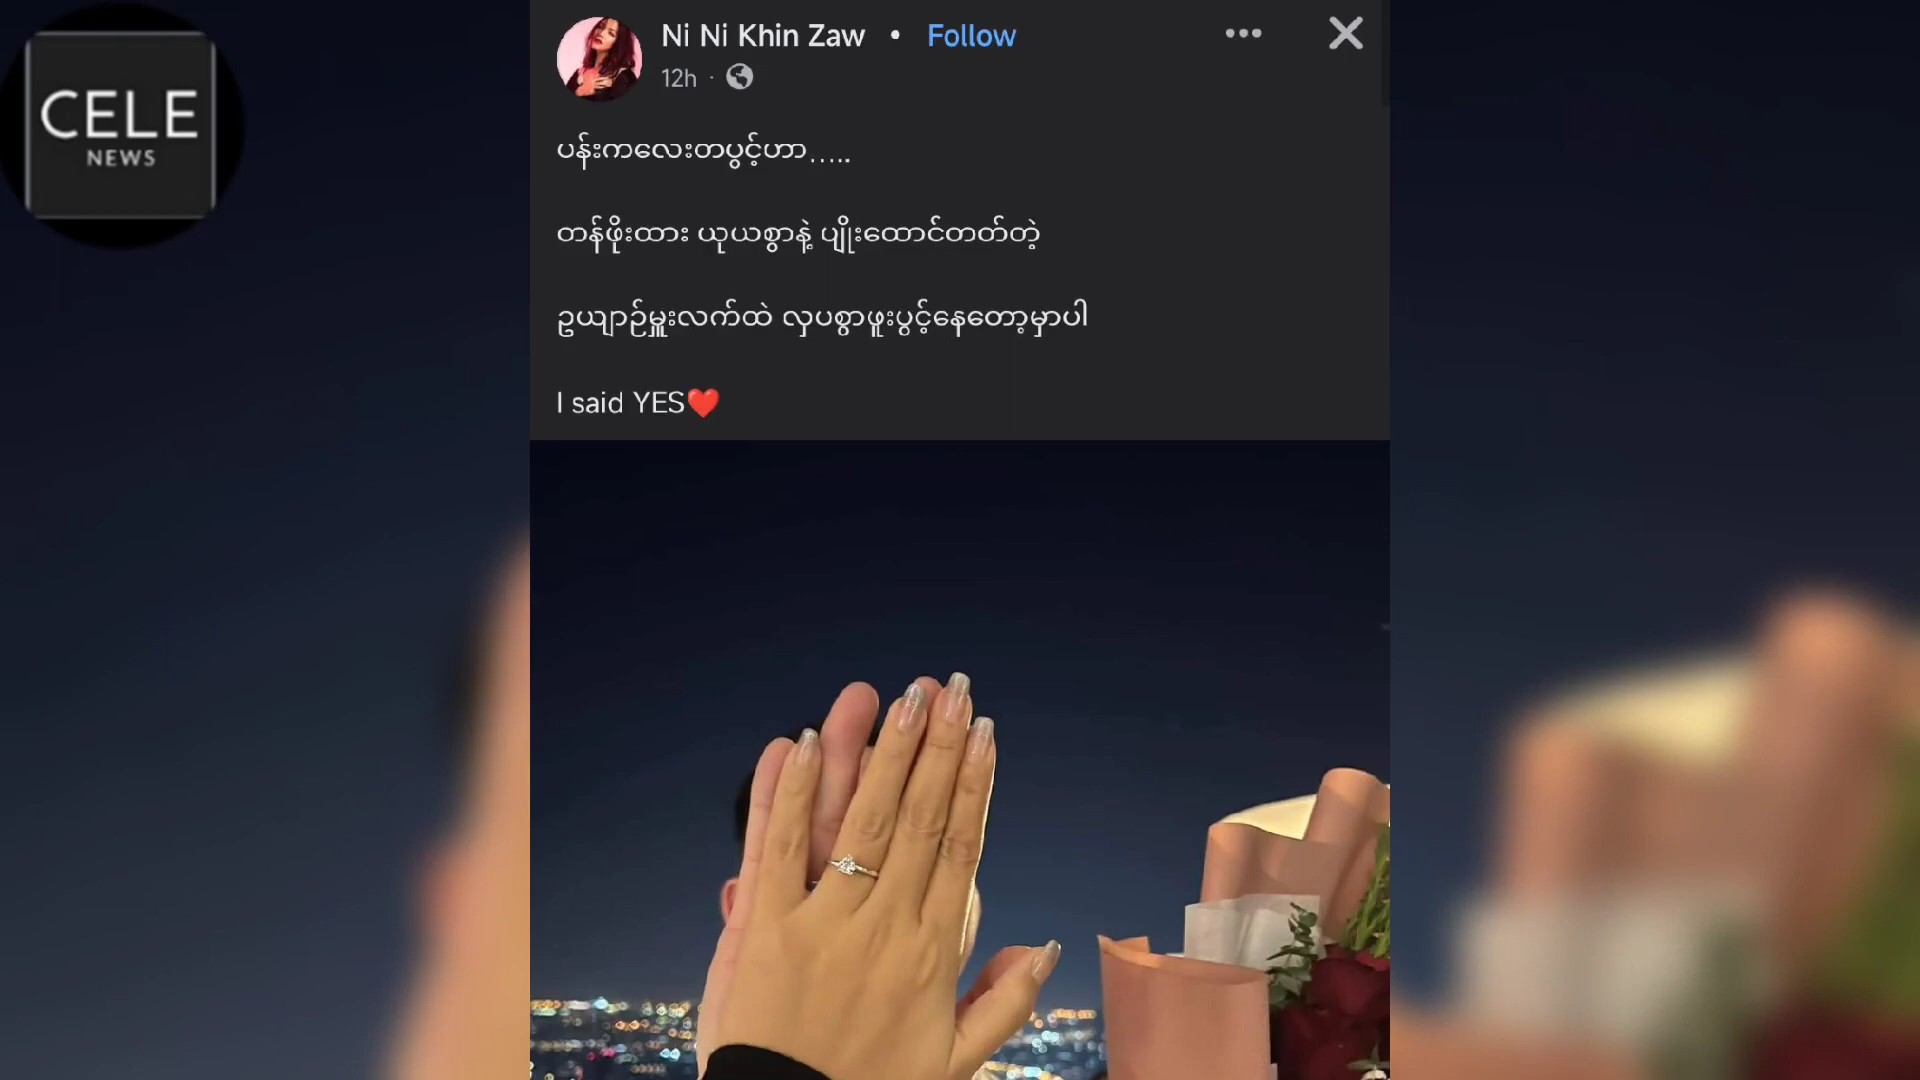 CELE
NEWS
Ni Ni Khin Zaw • Follow
12h ·
ပန်းကလေးတပွင့်ဟာ.....
တန်ဖိုးထား ယုယစွာနဲ့ ပျိုးထောင်တတ်တဲ့
ဥယျာဉ်မှူးလက်ထဲ လှပစွာဖူးပွင့်နေတော့မှာပါ
I said YES❤️